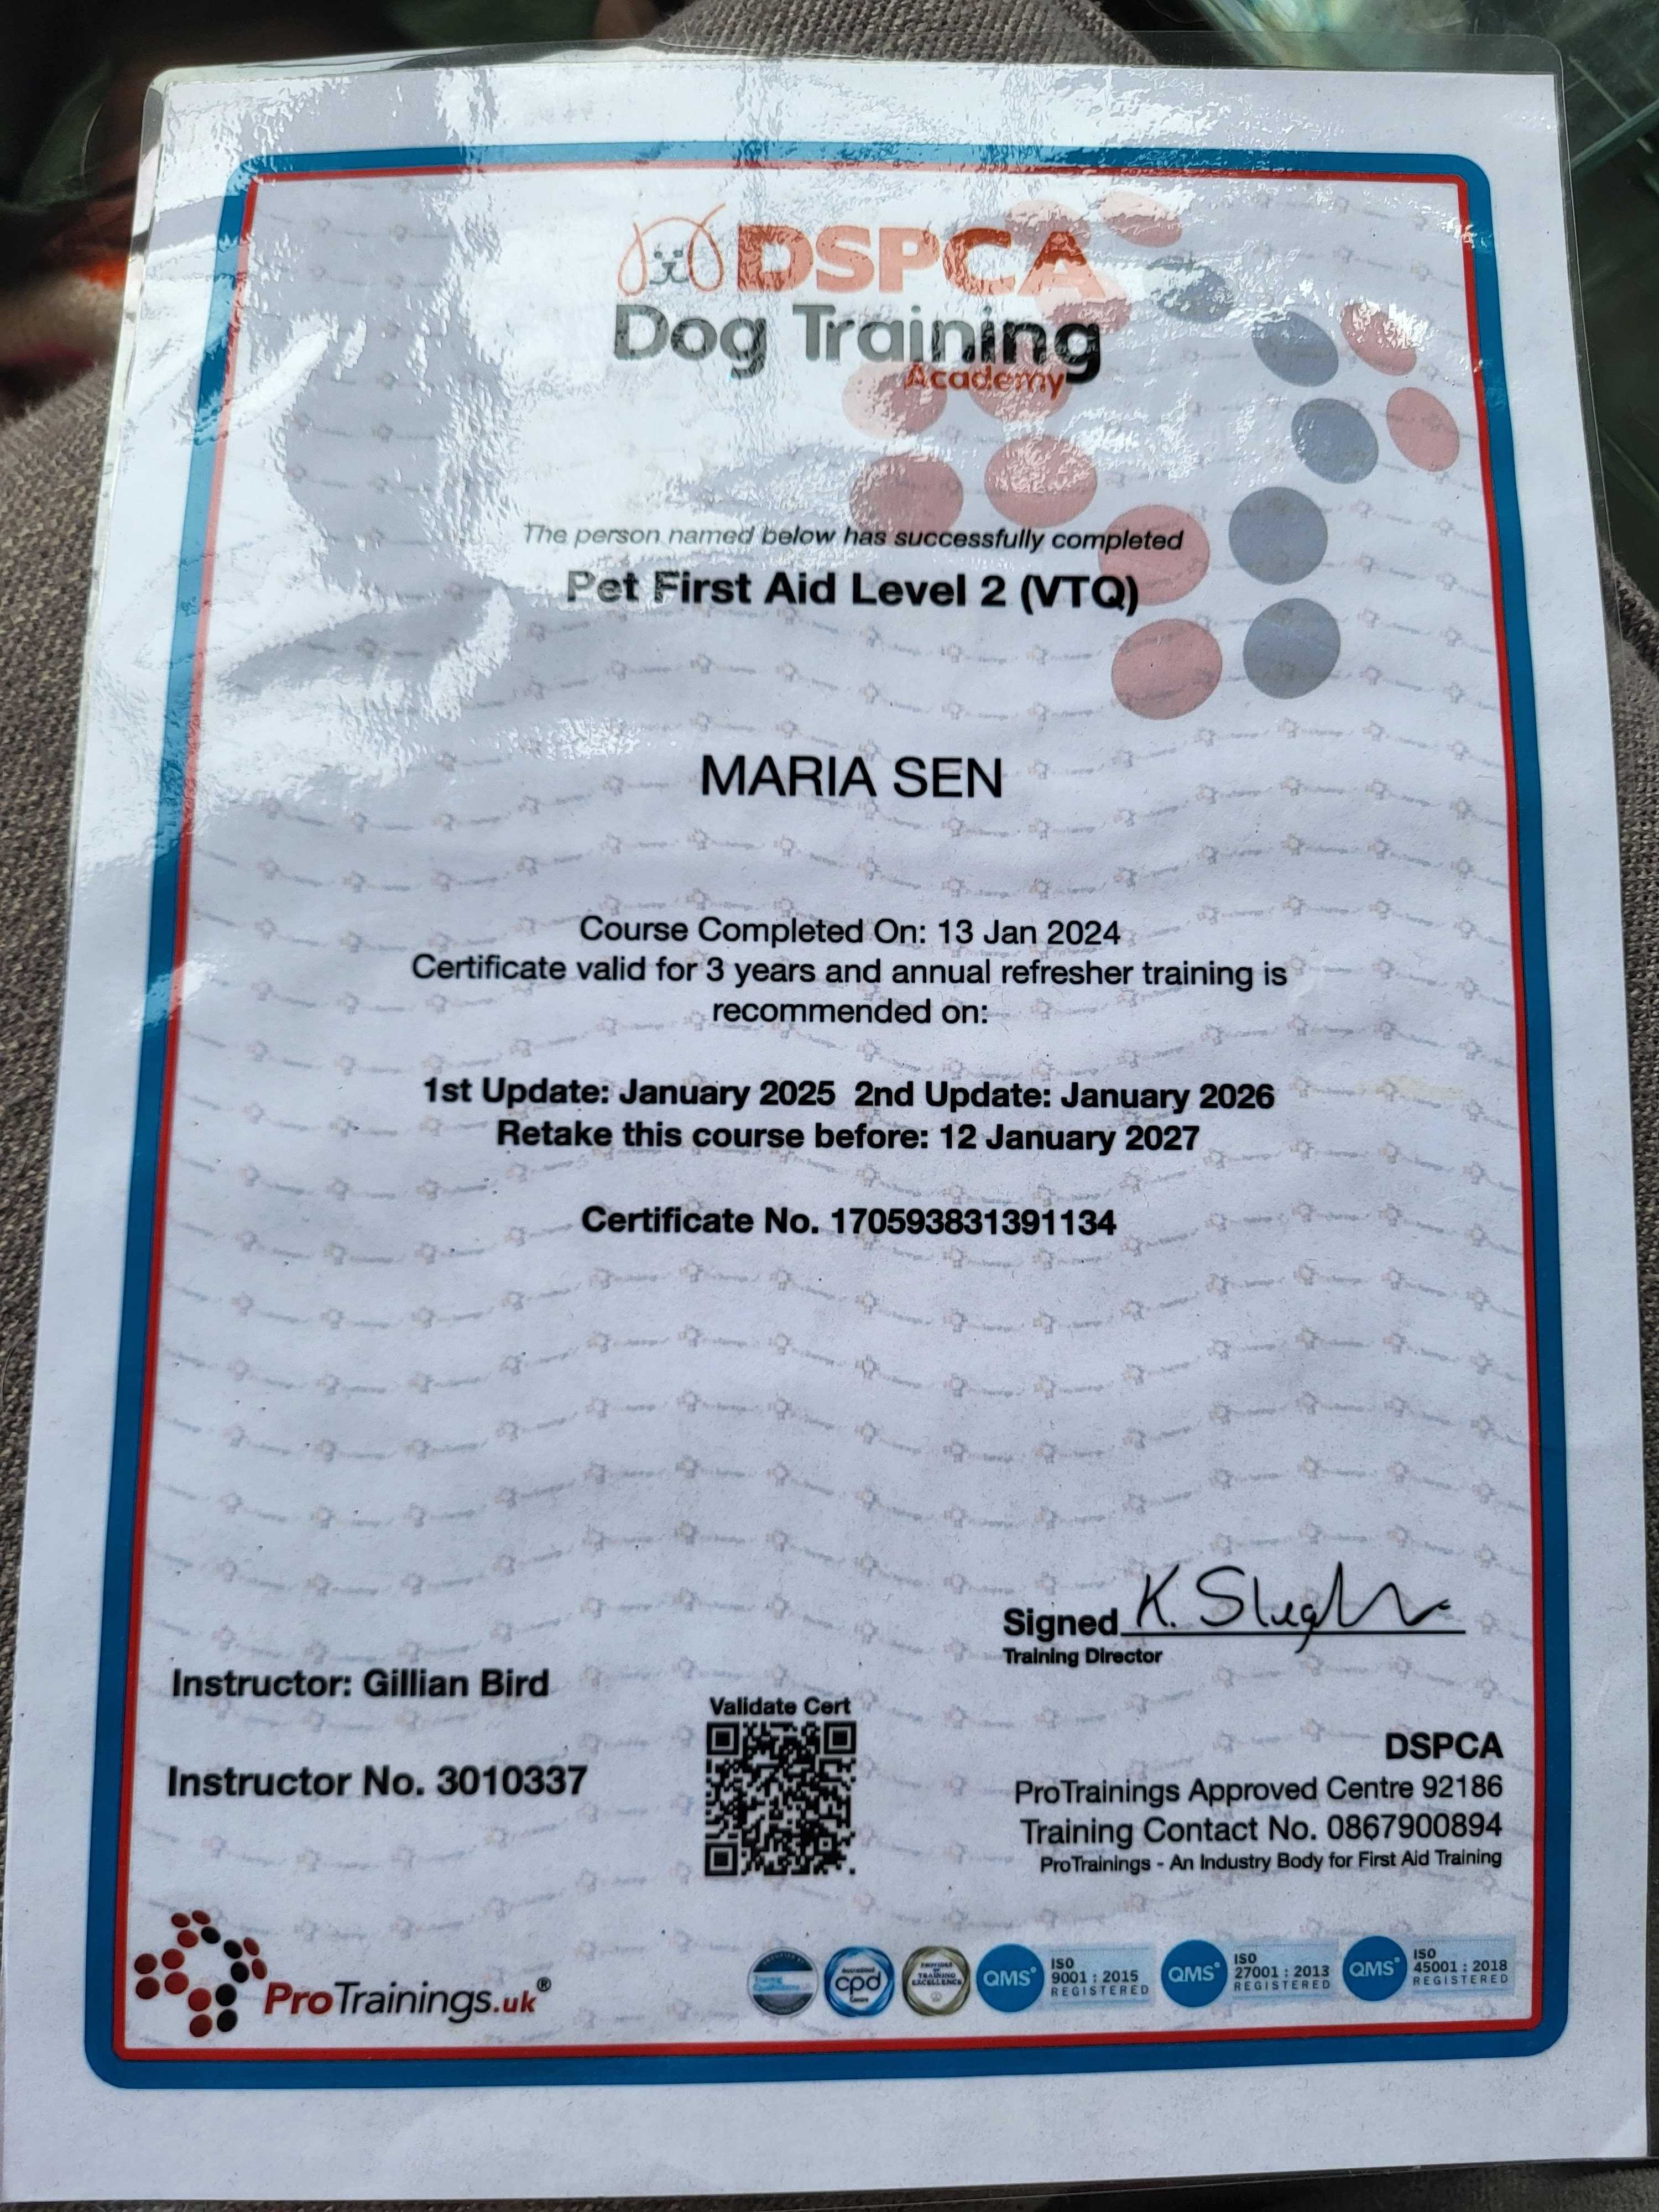 DSPCA
Dog Training
Academy
The person named below has successfully completed
Pet First Aid Level 2 (VTQ)
MARIA SEN
Course Completed On: 13 Jan 2024
Certificate valid for 3 years and annual refresher training is
recommended on:
1st Update: January 2025 2nd Update: January 2026
Retake this course before: 12 January 2027
Certificate No. 170593831391134
Signed K. Slegh
Training Director
Instructor: Gillian Bird
Instructor No. 3010337
Validate Cert
DSPCA
ProTrainings Approved Centre 92186
Training Contact No. 0867900894
ProTrainings - An Industry Body for First Aid Training
ProTrainings.uk®
cpd
PROVIDER OF TRAINING EXCELLENCE
QMS
ISO
9001 : 2015
REGISTERED
QMS
ISO
27001 : 2013
REGISTERED
QMS
ISO
45001 : 2018
REGISTERED